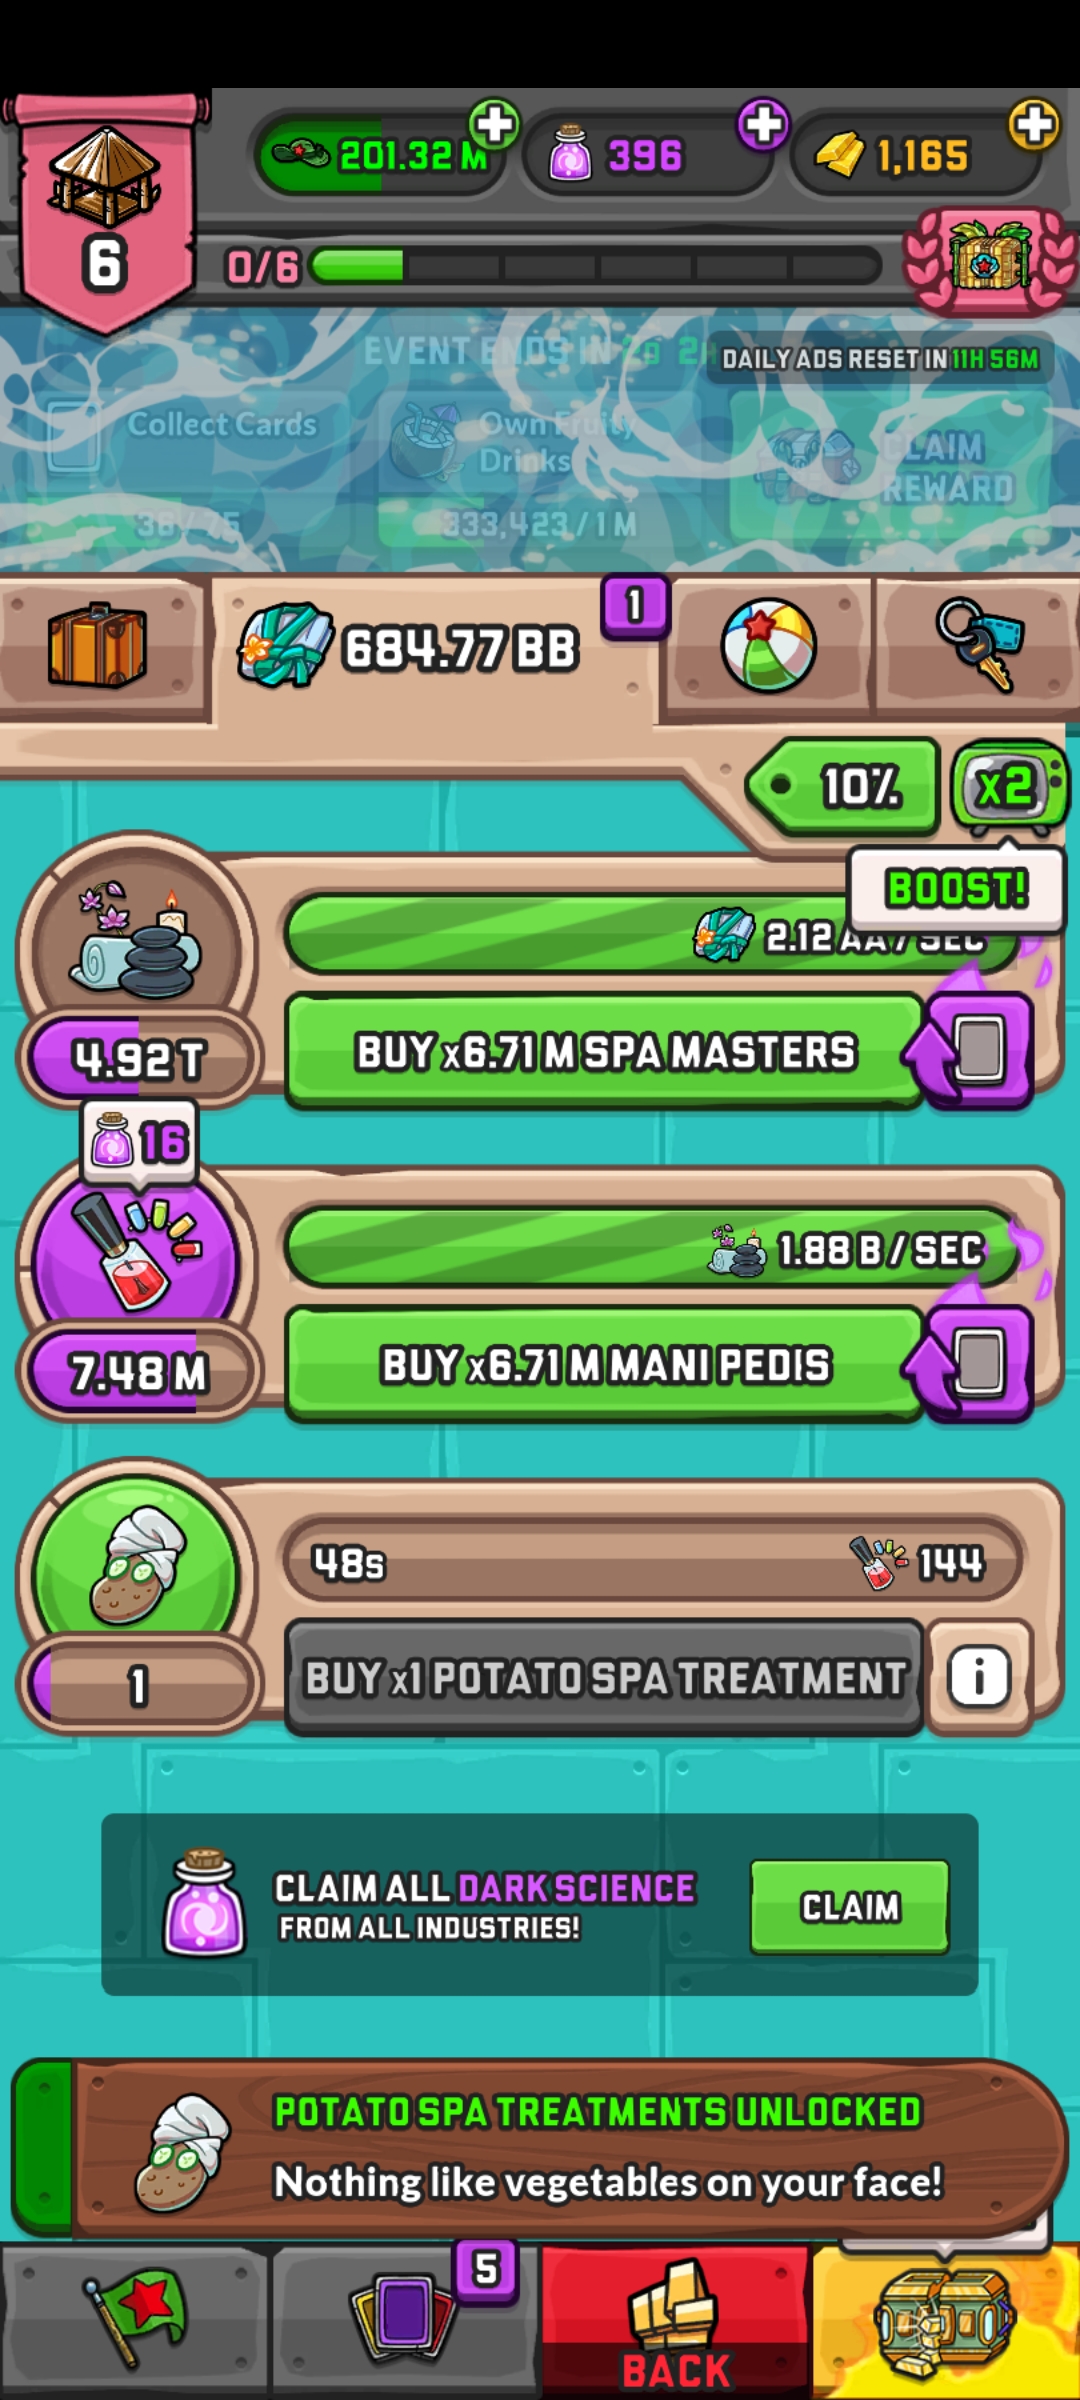 201.32 M
396
1,165
6
0/6
EVENT ENDS IN
DAILY ADS RESET IN 11H 56M
Collect Cards
Own Fruity Drinks
CLAIM REWARD
38/75
333,423/1 M
684.77 BB
1
10%
x2
BOOST!
2.12 AA / SEC
4.92 T
BUY x6.71 M SPA MASTERS
16
1.88 B / SEC
7.48 M
BUY x6.71 M MANI PEDIS
48s
144
1
BUY x1 POTATO SPA TREATMENT
i
CLAIM ALL DARK SCIENCE
FROM ALL INDUSTRIES!
CLAIM
POTATO SPA TREATMENTS UNLOCKED
Nothing like vegetables on your face!
5
BACK